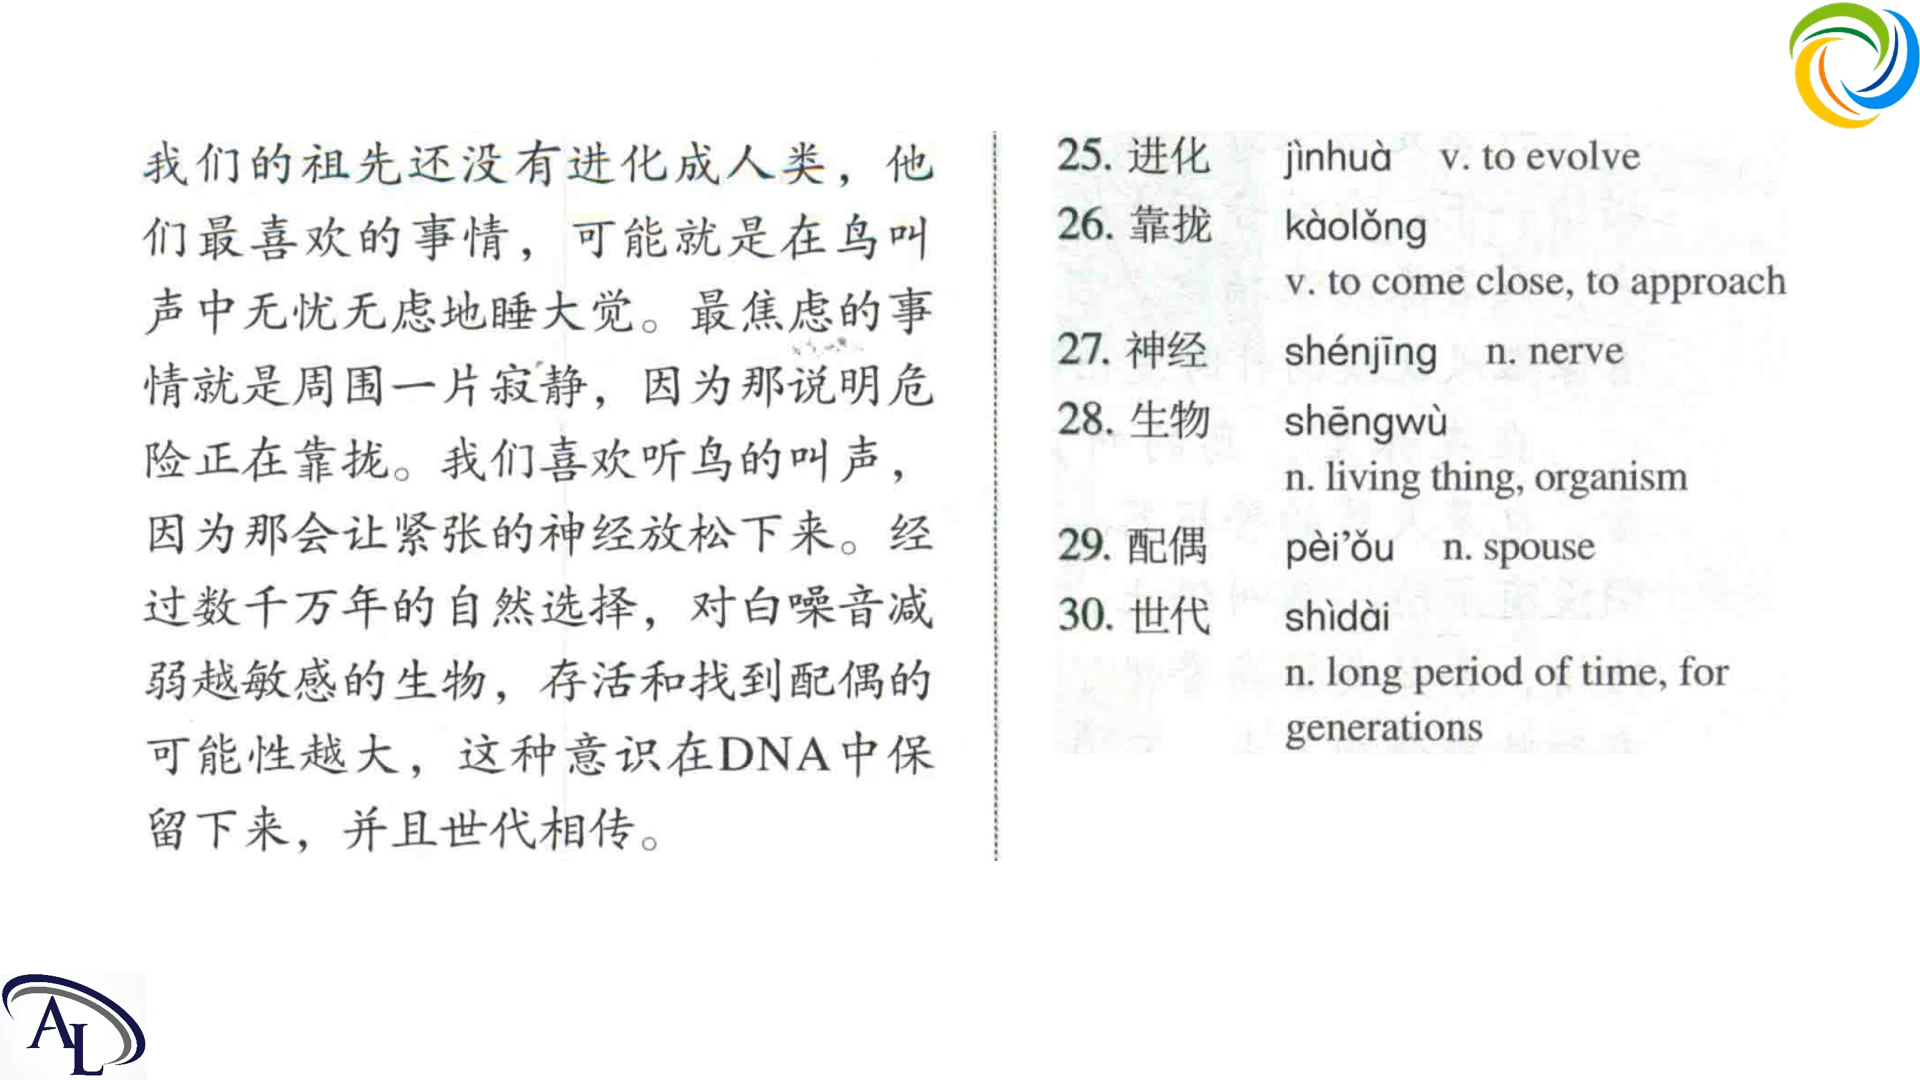 我们的祖先还没有进化成人类，他
们最喜欢的事情，可能就是在鸟叫
声中无忧无虑地睡大觉。最焦虑的事
情就是周围一片寂静，因为那说明危
险正在靠拢。我们喜欢听鸟的叫声，
因为那会让紧张的神经放松下来。经
过数千万年的自然选择，对白噪音减
弱越敏感的生物，存活和找到配偶的
可能性越大，这种意识在DNA中保
留下来，并且世代相传。
25. 进化 jìnhuà v. to evolve
26. 靠拢 kàolǒng
v. to come close, to approach
27. 神经 shénjīng n. nerve
28. 生物 shēngwù
n. living thing, organism
29. 配偶 pèi’ǒu n. spouse
30. 世代 shìdài
n. long period of time, for
generations
AL